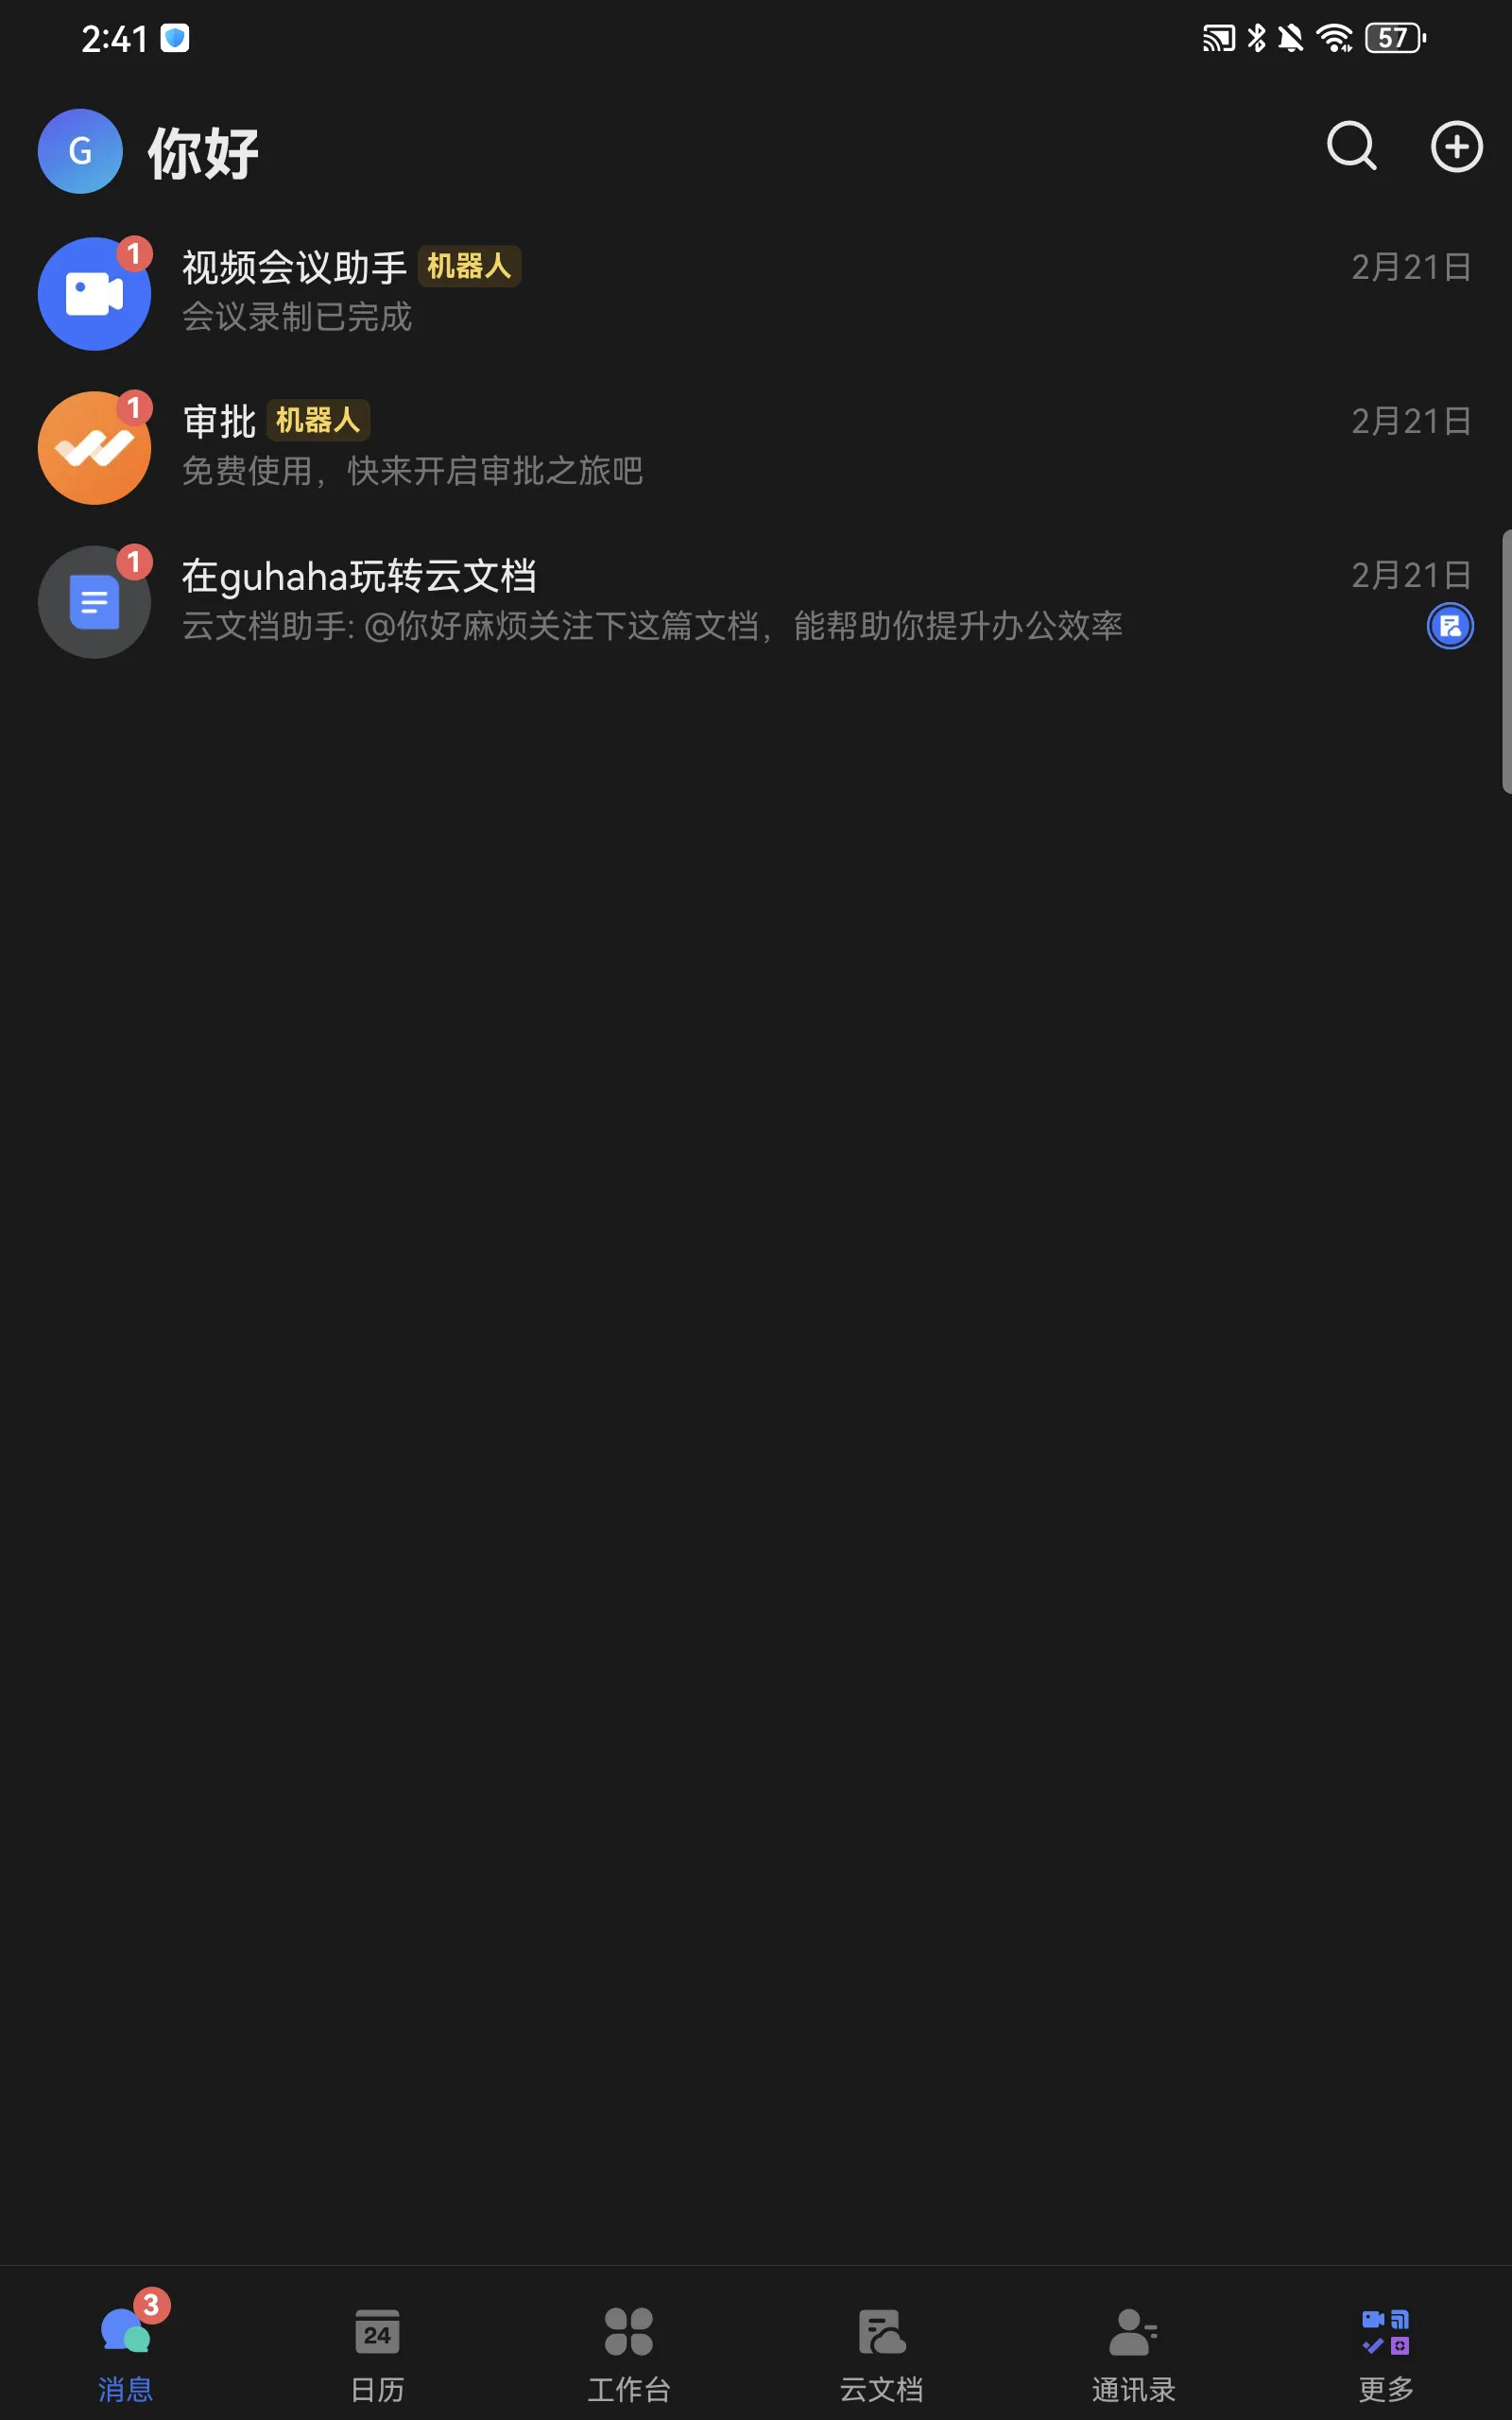 2:41
57
G
你好
1
视频会议助手 机器人
2月21日
会议录制已完成
1
审批 机器人
2月21日
免费使用，快来开启审批之旅吧
1
在guhaha玩转云文档
2月21日
云文档助手: @你好麻烦关注下这篇文档，能帮助你提升办公效率
3
24
消息
日历
工作台
云文档
通讯录
更多